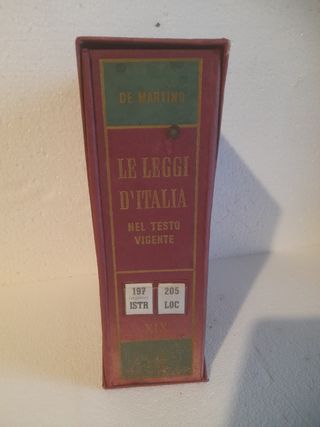 DE MARTINO
LE LEGGI
D'ITALIA
NEL TESTO
VIGENTE
197 205
ISTR LOC
XIX